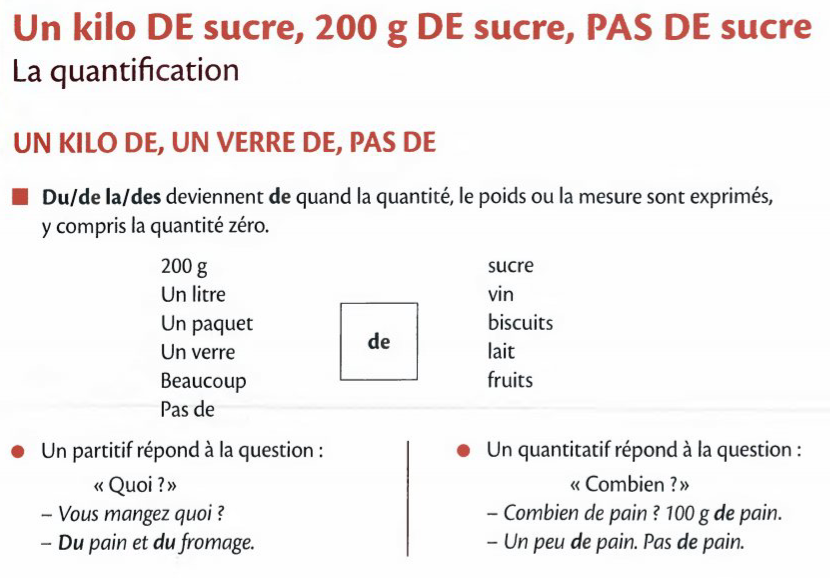 Un kilo DE sucre, 200 g DE sucre, PAS DE sucre
La quantification
UN KILO DE, UN VERRE DE, PAS DE
Du/de la/des deviennent de quand la quantité, le poids ou la mesure sont exprimés,
y compris la quantité zéro.
200 g
Un litre
Un paquet
Un verre
Beaucoup
Pas de
de
sucre
vin
biscuits
lait
fruits
Un partitif répond à la question :
« Quoi ? »
– Vous mangez quoi ?
– Du pain et du fromage.
Un quantitatif répond à la question :
« Combien ? »
– Combien de pain ? 100 g de pain.
– Un peu de pain. Pas de pain.